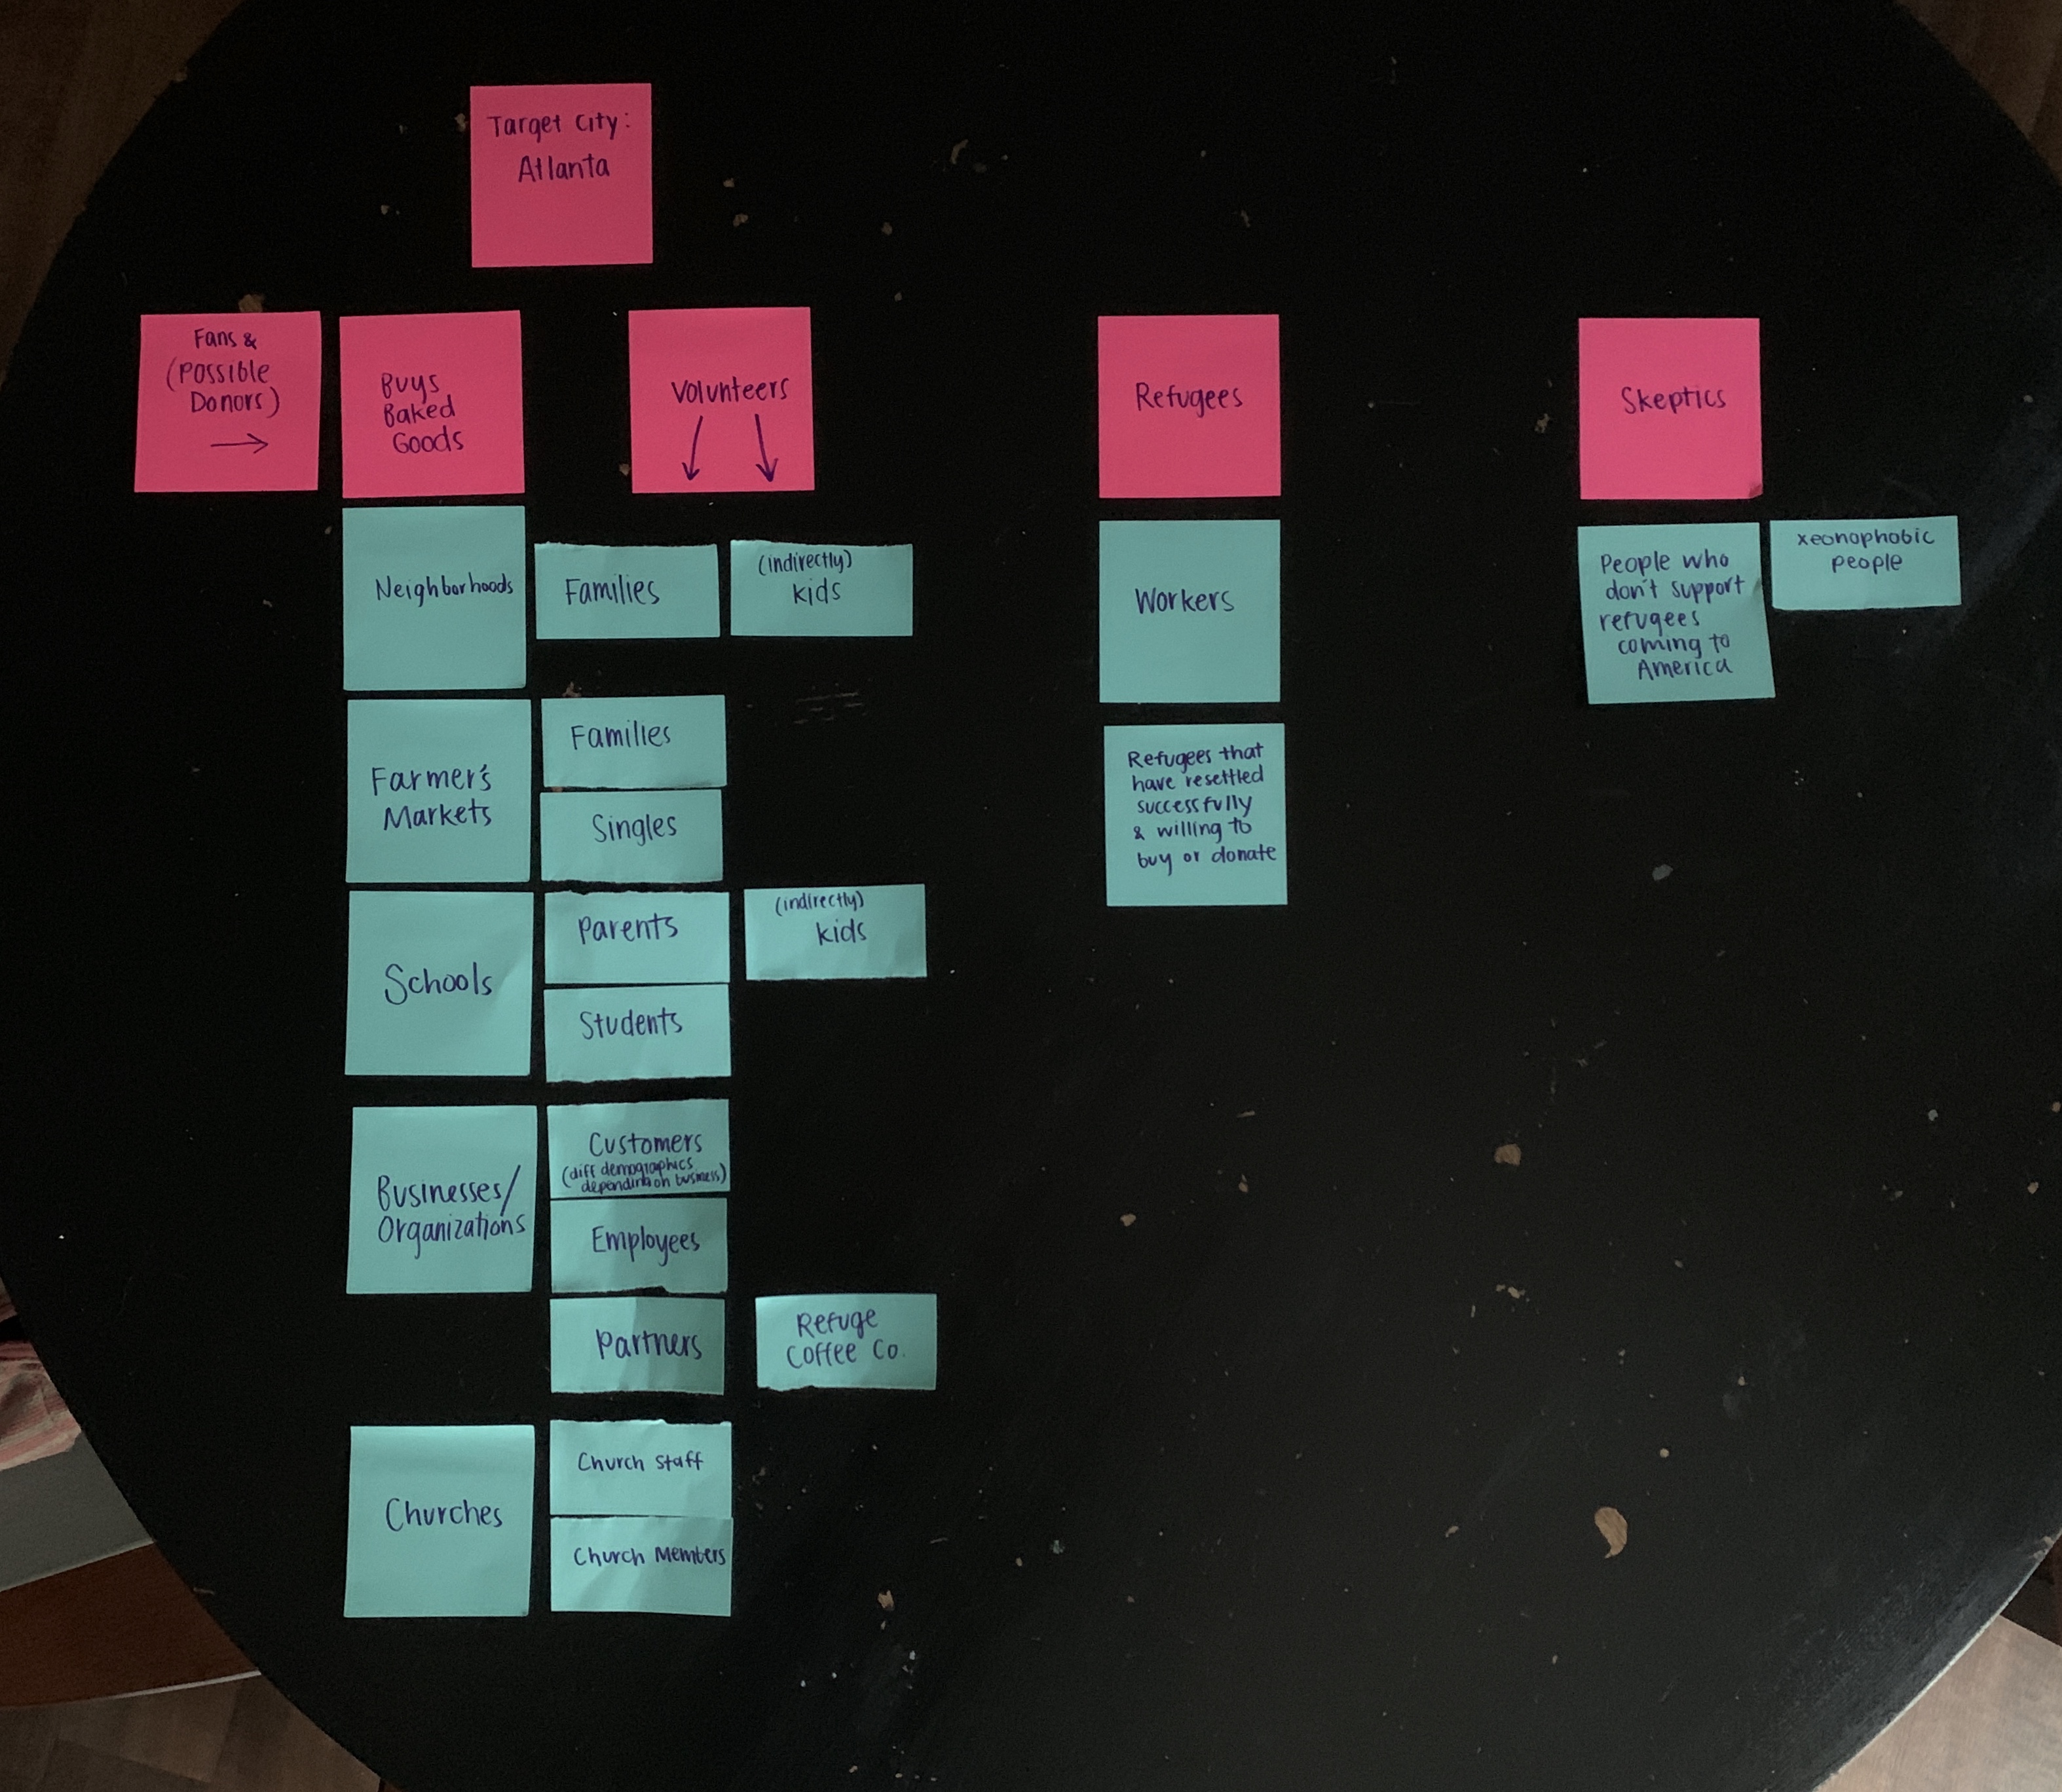 Target City:
Atlanta
Fans &
(Possible
Donors)
→
Buys
Baked
Goods
Volunteers
Refugees
Skeptics
Neighborhoods
Families
(indirectly)
kids
Workers
People who
don't support
refugees
coming to
America
xeonophobic
people
Farmer's
Markets
Families
Singles
Refugees that
have resettled
successfully
& willing to
buy or donate
Schools
Parents
(indirectly)
kids
Students
Businesses/
Organizations
Customers
(diff demographics
depending on business)
Employees
Partners
Refuge
Coffee Co.
Churches
Church Staff
Church Members